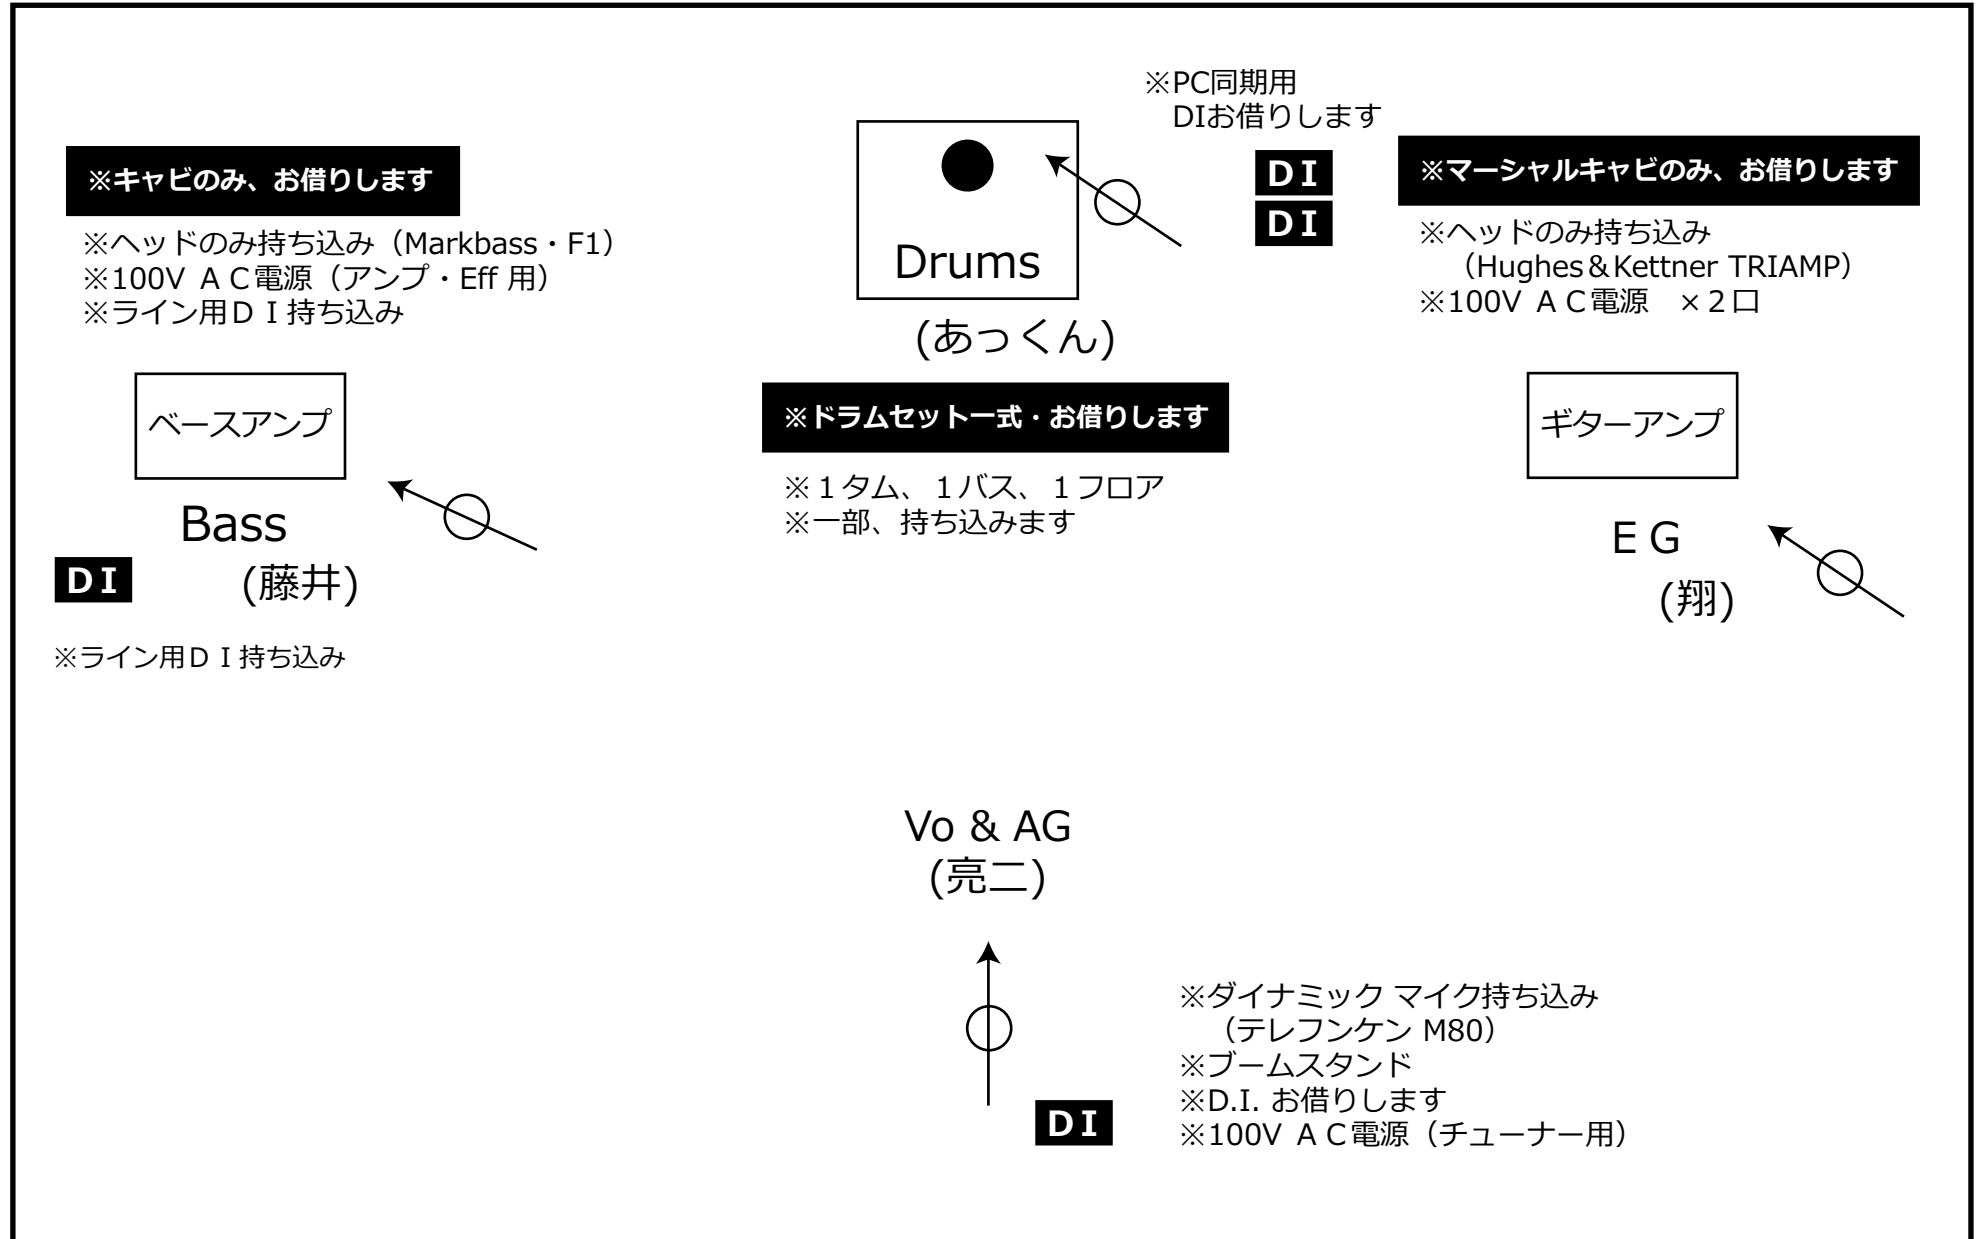 ※PC同期用
DIお借りします
DI
DI
※キャビのみ、お借りします
※ヘッドのみ持ち込み（Markbass・F1）
※100V ＡＣ電源（アンプ・Eff 用）
※ライン用ＤＩ持ち込み
ベースアンプ
Bass
(藤井)
DI
※ライン用ＤＩ持ち込み
Drums
(あっくん)
※ドラムセット一式・お借りします
※１タム、１バス、１フロア
※一部、持ち込みます
※マーシャルキャビのみ、お借りします
※ヘッドのみ持ち込み
（Hughes＆Kettner TRIAMP）
※100V ＡＣ電源　×２口
ギターアンプ
ＥＧ
(翔)
Vo & AG
(亮二)
DI
※ダイナミック マイク持ち込み
（テレフンケン M80）
※ブームスタンド
※D.I. お借りします
※100V ＡＣ電源（チューナー用）